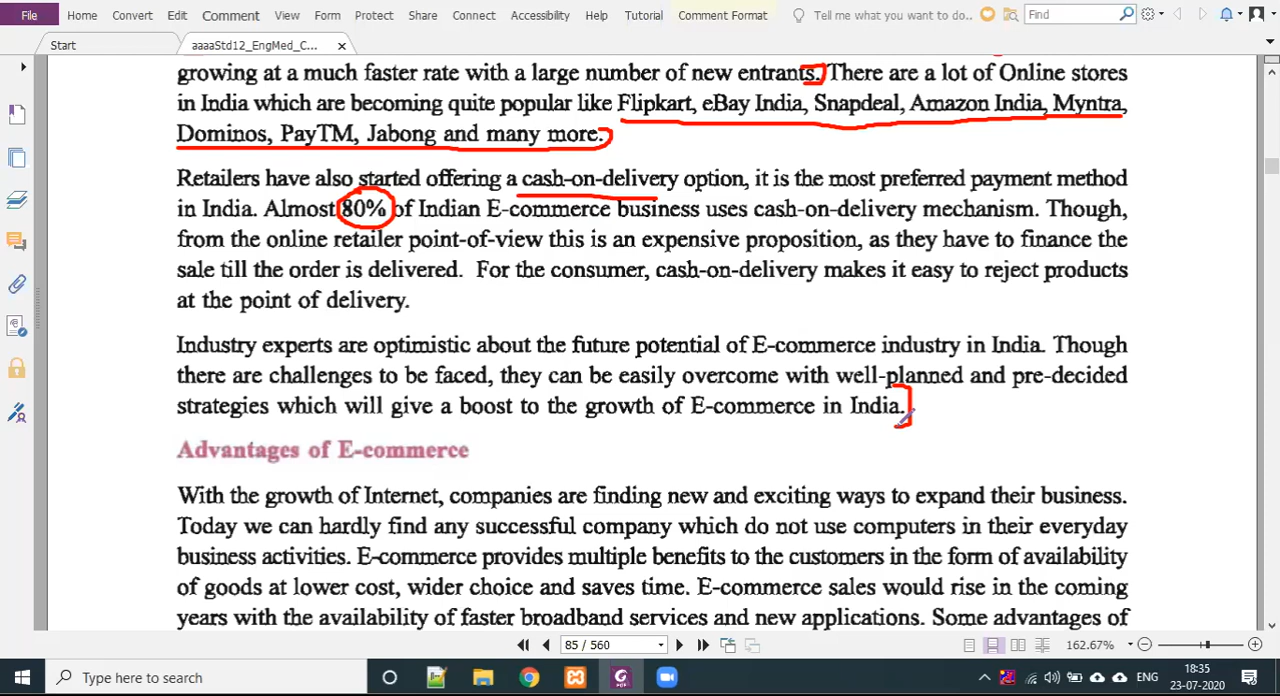 File Home Convert Edit Comment View Form Protect Share Connect Accessibility Help Tutorial Comment Format Tell me what you want to do.. Find
Start aaaaStd12_EngMed_C...
growing at a much faster rate with a large number of new entrants. There are a lot of Online stores
in India which are becoming quite popular like Flipkart, eBay India, Snapdeal, Amazon India, Myntra,
Dominos, PayTM, Jabong and many more.
Retailers have also started offering a cash-on-delivery option, it is the most preferred payment method
in India. Almost 80% of Indian E-commerce business uses cash-on-delivery mechanism. Though,
from the online retailer point-of-view this is an expensive proposition, as they have to finance the
sale till the order is delivered. For the consumer, cash-on-delivery makes it easy to reject products
at the point of delivery.
Industry experts are optimistic about the future potential of E-commerce industry in India. Though
there are challenges to be faced, they can be easily overcome with well-planned and pre-decided
strategies which will give a boost to the growth of E-commerce in India.
Advantages of E-commerce
With the growth of Internet, companies are finding new and exciting ways to expand their business.
Today we can hardly find any successful company which do not use computers in their everyday
business activities. E-commerce provides multiple benefits to the customers in the form of availability
of goods at lower cost, wider choice and saves time. E-commerce sales would rise in the coming
years with the availability of faster broadband services and new applications. Some advantages of
85 / 560 162.67%
Type here to search ENG 18:35
23-07-2020